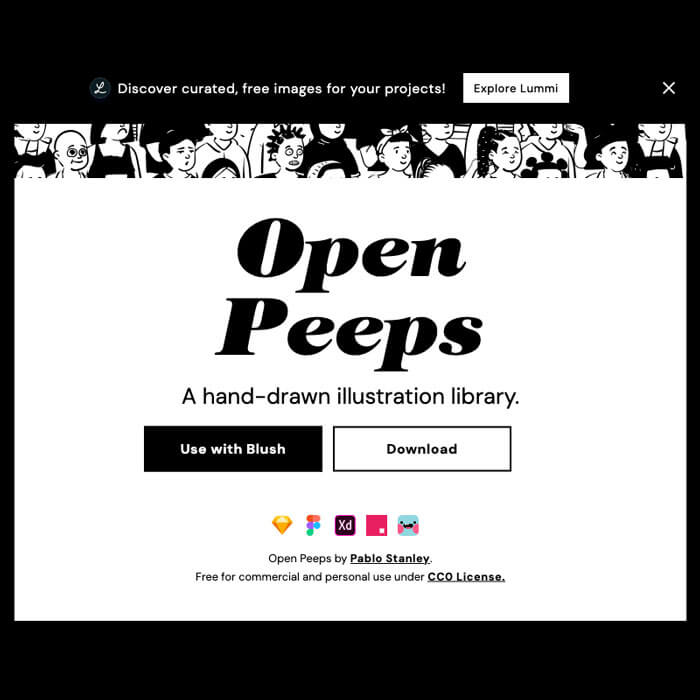 Discover curated, free images for your projects! Explore Lummi
Open
Peeps
A hand-drawn illustration library.
Use with Blush Download
Xd
Open Peeps by Pablo Stanley.
Free for commercial and personal use under CC0 License.